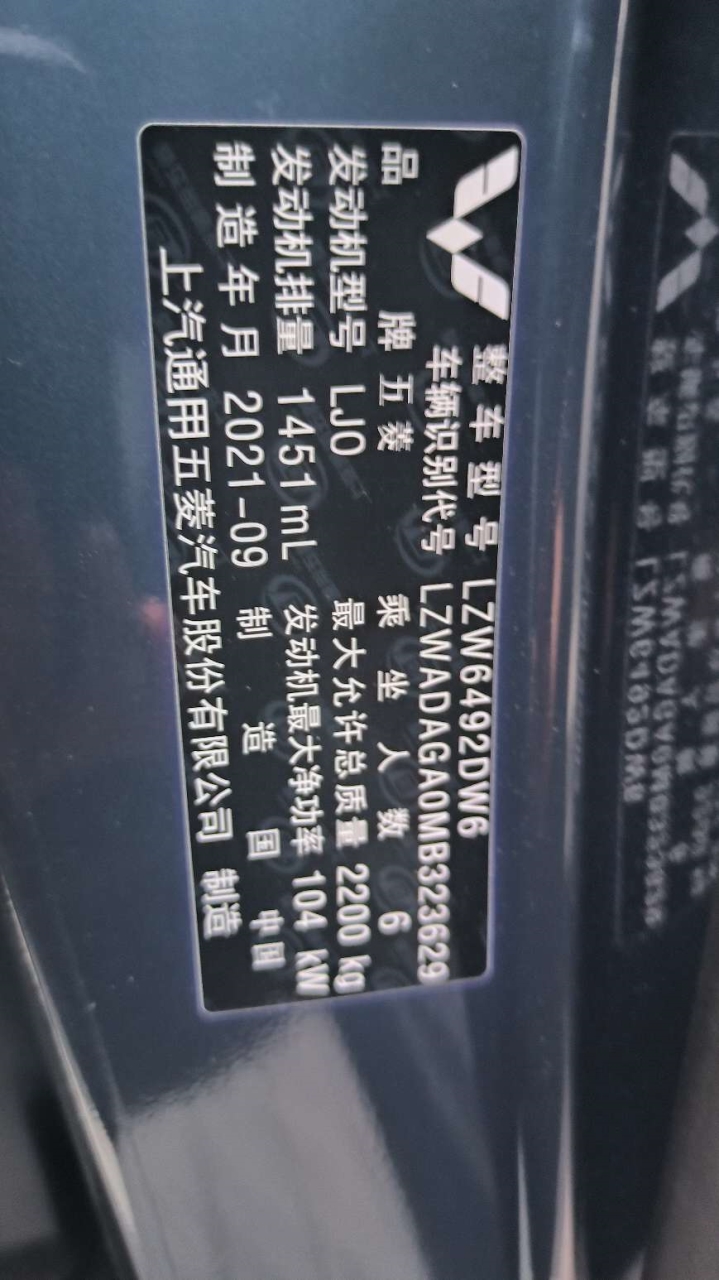 整车型号 LZW6492DW6
车辆识别代号 LZWADAGA0MB323629
品牌 五菱 乘坐人数 6
发动机型号 LJO 最大允许总质量 2200 kg
发动机排量 1451 mL 发动机最大净功率 104 kW
制造年月 2021-09 制造国 中国
上汽通用五菱汽车股份有限公司 制造